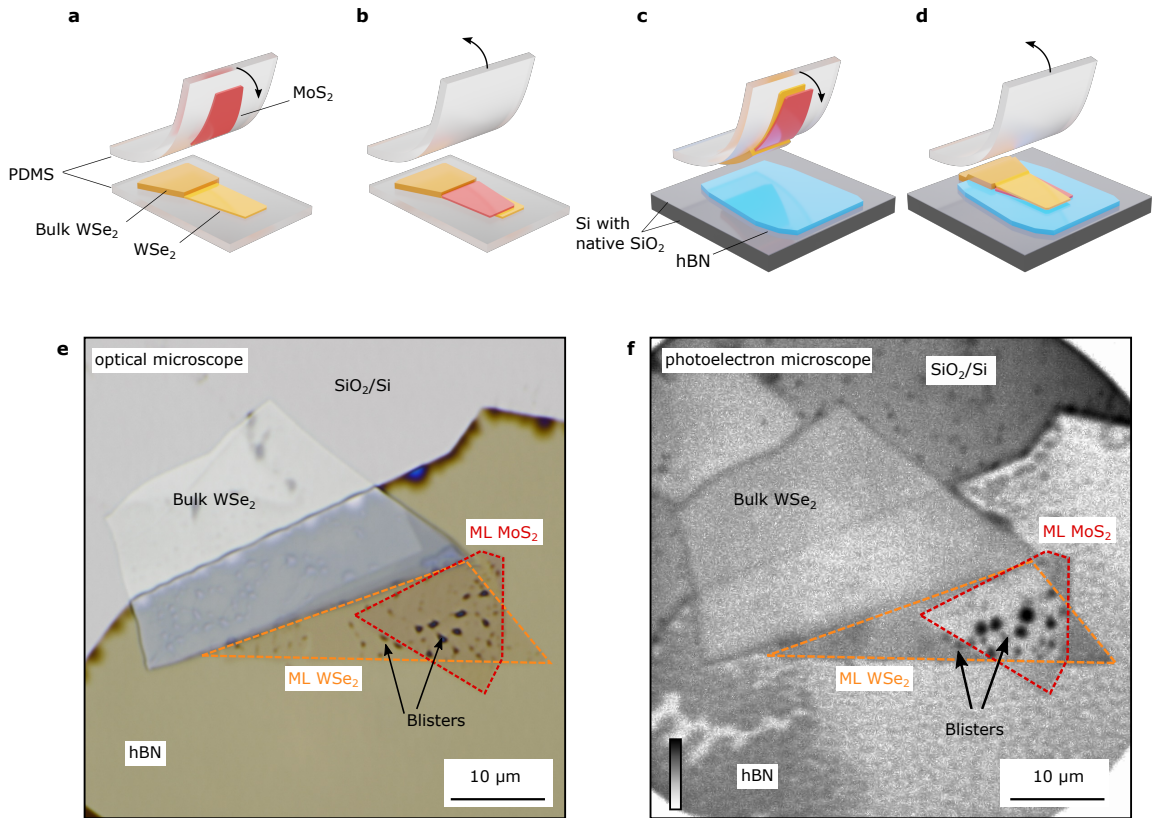 a
b
c
d
MoS₂
PDMS
Bulk WSe₂
WSe₂
Si with
native SiO₂
hBN
e
optical microscope
SiO₂/Si
Bulk WSe₂
ML MoS₂
ML WSe₂
Blisters
hBN
10 µm
f
photoelectron microscope
SiO₂/Si
Bulk WSe₂
ML MoS₂
ML WSe₂
Blisters
hBN
10 µm